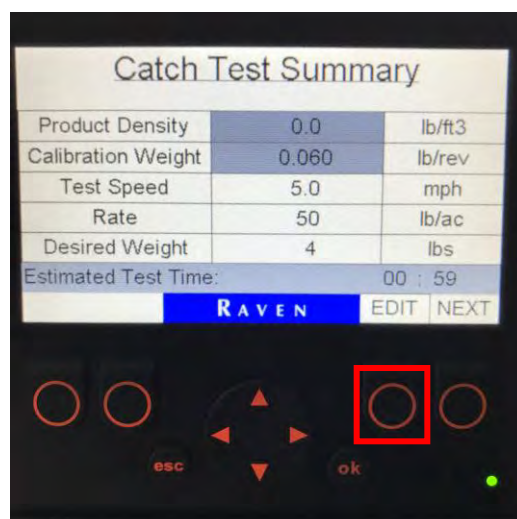 Catch Test Summary
Product Density 0.0 lb/ft3
Calibration Weight 0.060 lb/rev
Test Speed 5.0 mph
Rate 50 lb/ac
Desired Weight 4 lbs
Estimated Test Time: 00 : 59
RAVEN EDIT NEXT
esc ok